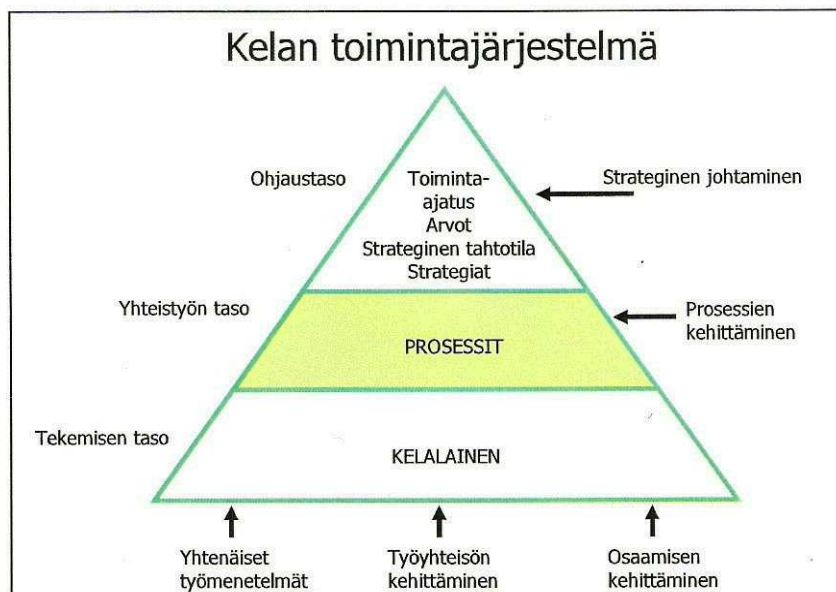 Kelan toimintajärjestelmä
Ohjaustaso
Toiminta-
ajatus
Arvot
Strateginen tahtotila
Strategiat
Strateginen johtaminen
Yhteistyön taso
PROSESSIT
Prosessien
kehittäminen
Tekemisen taso
KELALAINEN
Yhtenäiset
työmenetelmät
Työyhteisön
kehittäminen
Osaamisen
kehittäminen